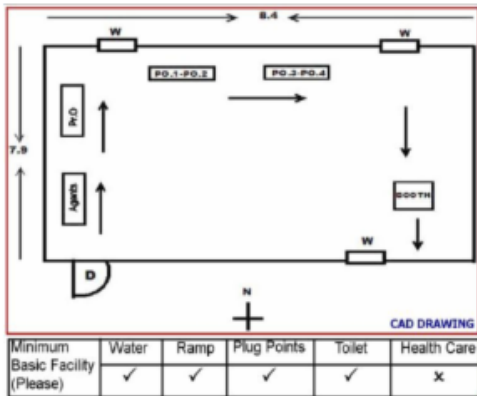 8.4
W
W
PO.1-PO.2
PO.3-PO.4
Pr.O
7.9
Agents
BOOTH
W
D
N
CAD DRAWING
Minimum Basic Facility (Please)
Water
Ramp
Plug Points
Toilet
Health Care
✓ ✓ ✓ ✓ x